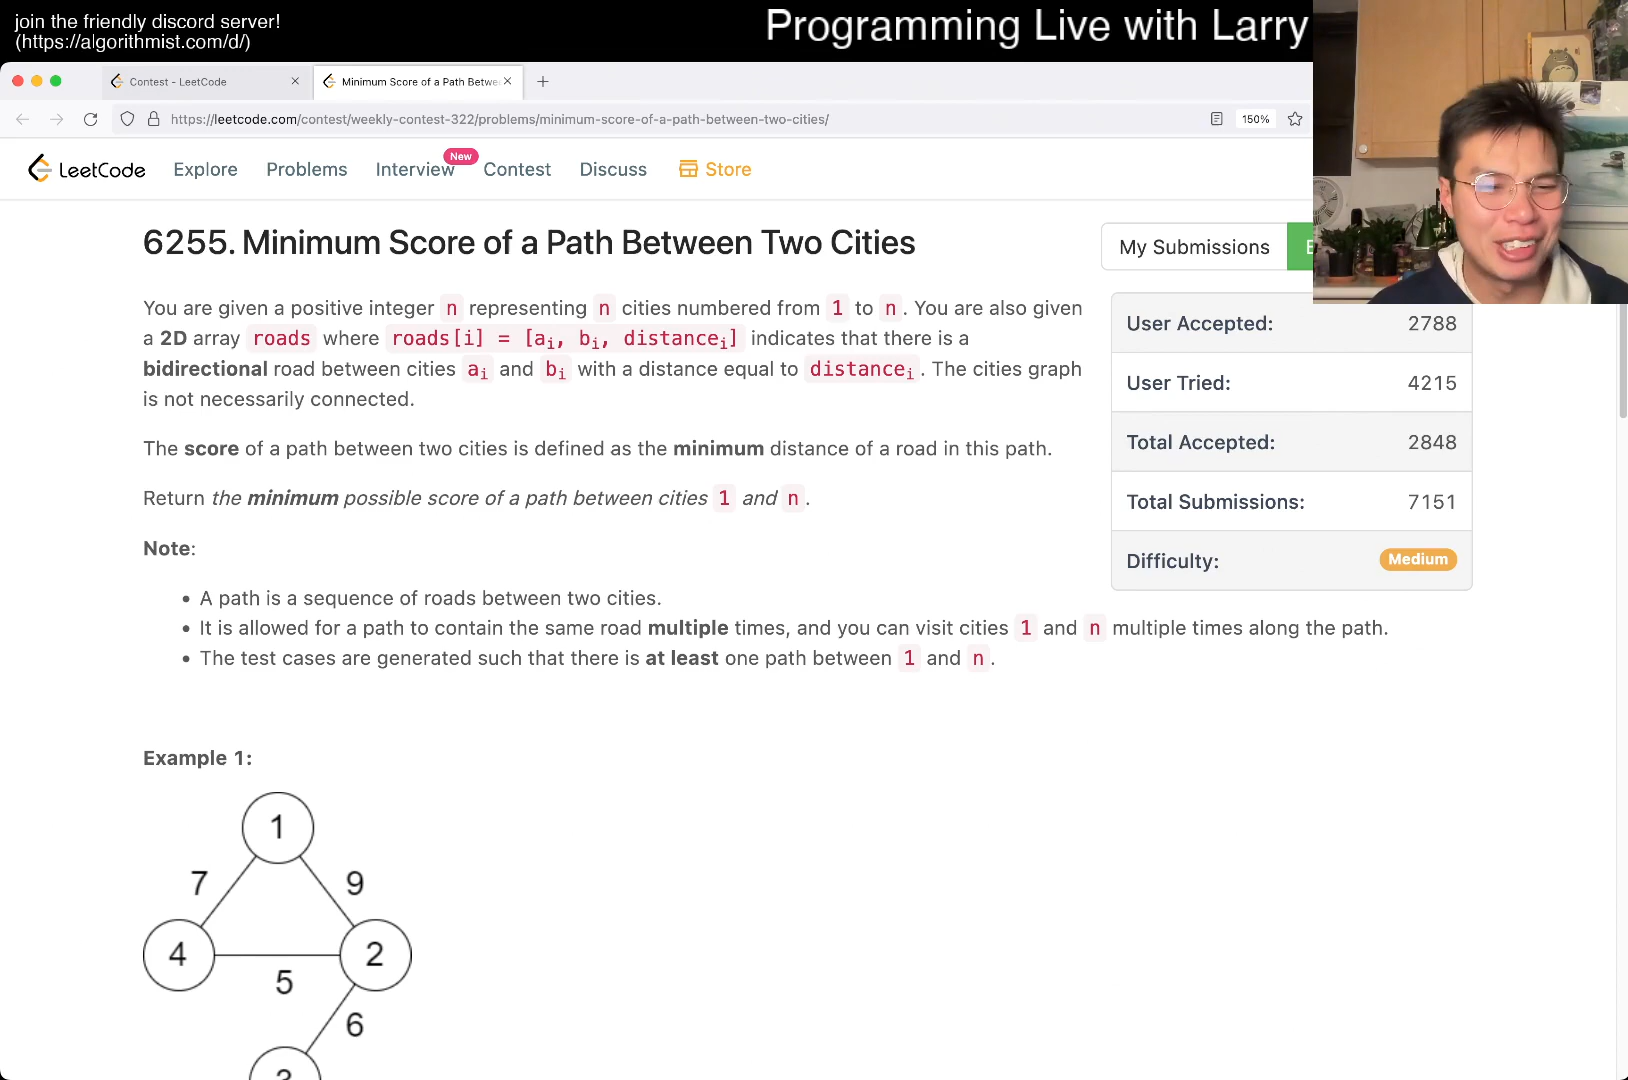 join the friendly discord server!
(https://algorithmist.com/d/)
Programming Live with Larry
Contest - LeetCode
Minimum Score of a Path Betwe
https://leetcode.com/contest/weekly-contest-322/problems/minimum-score-of-a-path-between-two-cities/
150%
LeetCode Explore Problems Interview New Contest Discuss Store
6255. Minimum Score of a Path Between Two Cities
My Submissions
You are given a positive integer n representing n cities numbered from 1 to n. You are also given
a 2D array roads where roads[i] = [ai, bi, distancei] indicates that there is a
bidirectional road between cities ai and bi with a distance equal to distancei. The cities graph
is not necessarily connected.
The score of a path between two cities is defined as the minimum distance of a road in this path.
Return the minimum possible score of a path between cities 1 and n.
Note:
• A path is a sequence of roads between two cities.
• It is allowed for a path to contain the same road multiple times, and you can visit cities 1 and n multiple times along the path.
• The test cases are generated such that there is at least one path between 1 and n.
User Accepted: 2788
User Tried: 4215
Total Accepted: 2848
Total Submissions: 7151
Difficulty: Medium
Example 1:
1
7 9
4 2
5
6
3